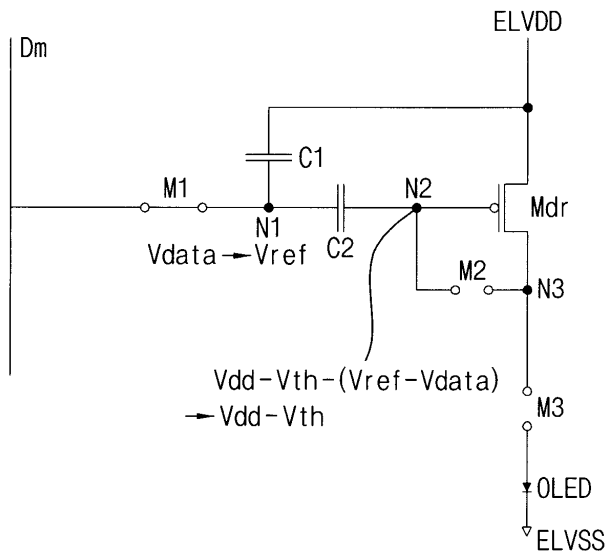 ELVDD
Dm
C1
M1
N2
Mdr
N1
C2
Vdata→Vref
M2
N3
Vdd-Vth-(Vref-Vdata)
→Vdd-Vth
M3
OLED
ELVSS